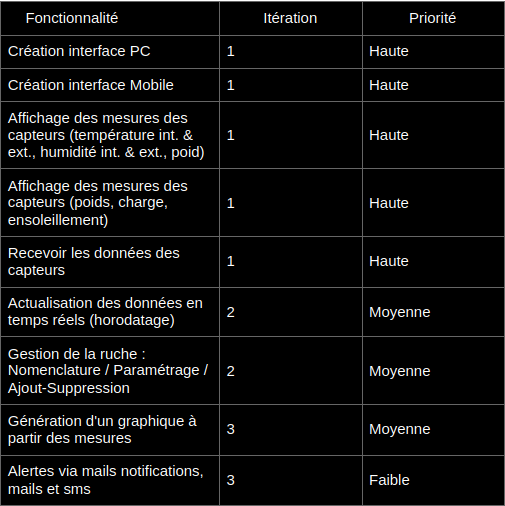 Fonctionnalité Itération Priorité
Création interface PC 1 Haute
Création interface Mobile 1 Haute
Affichage des mesures des
capteurs (température int. & 1 Haute
ext., humidité int. & ext., poid)
Affichage des mesures des
capteurs (poids, charge, 1 Haute
ensoleillement)
Recevoir les données des 1 Haute
capteurs
Actualisation des données en 2 Moyenne
temps réels (horodatage)
Gestion de la ruche :
Nomenclature / Paramétrage / 2 Moyenne
Ajout-Suppression
Génération d'un graphique à 3 Moyenne
partir des mesures
Alertes via mails notifications, 3 Faible
mails et sms